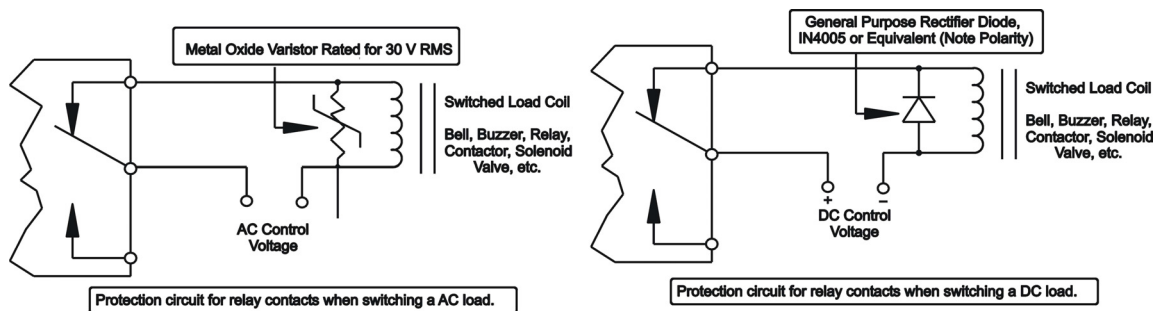 Metal Oxide Varistor Rated for 30 V RMS
Switched Load Coil
Bell, Buzzer, Relay,
Contactor, Solenoid
Valve, etc.
AC Control
Voltage
Protection circuit for relay contacts when switching a AC load.
General Purpose Rectifier Diode,
IN4005 or Equivalent (Note Polarity)
Switched Load Coil
Bell, Buzzer, Relay,
Contactor, Solenoid
Valve, etc.
+ –
DC Control
Voltage
Protection circuit for relay contacts when switching a DC load.